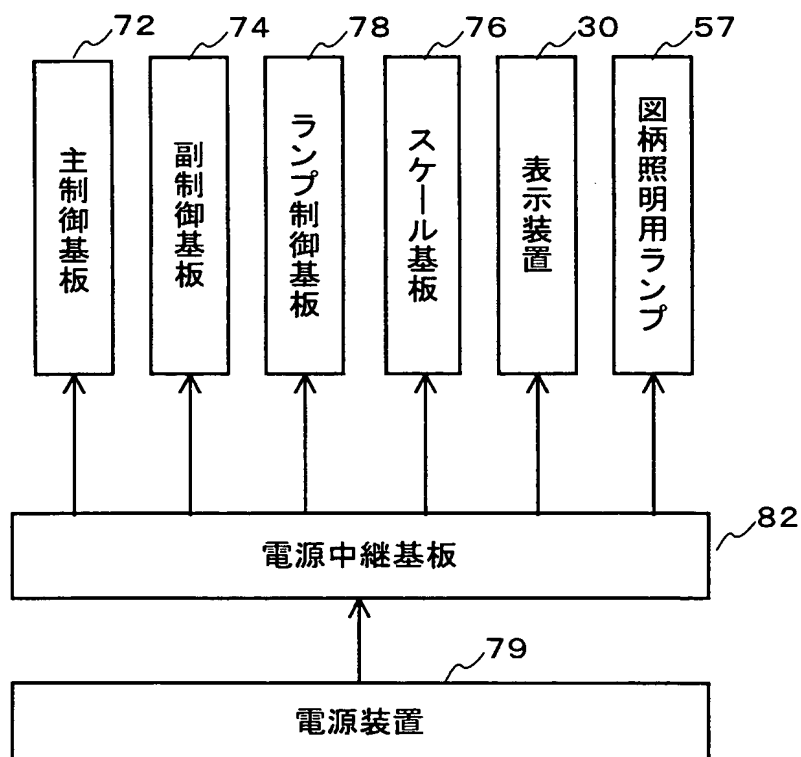 72
74
78
76
30
57
主制御基板
副制御基板
ランプ制御基板
スケール基板
表示装置
図柄照明用ランプ
82
電源中継基板
79
電源装置